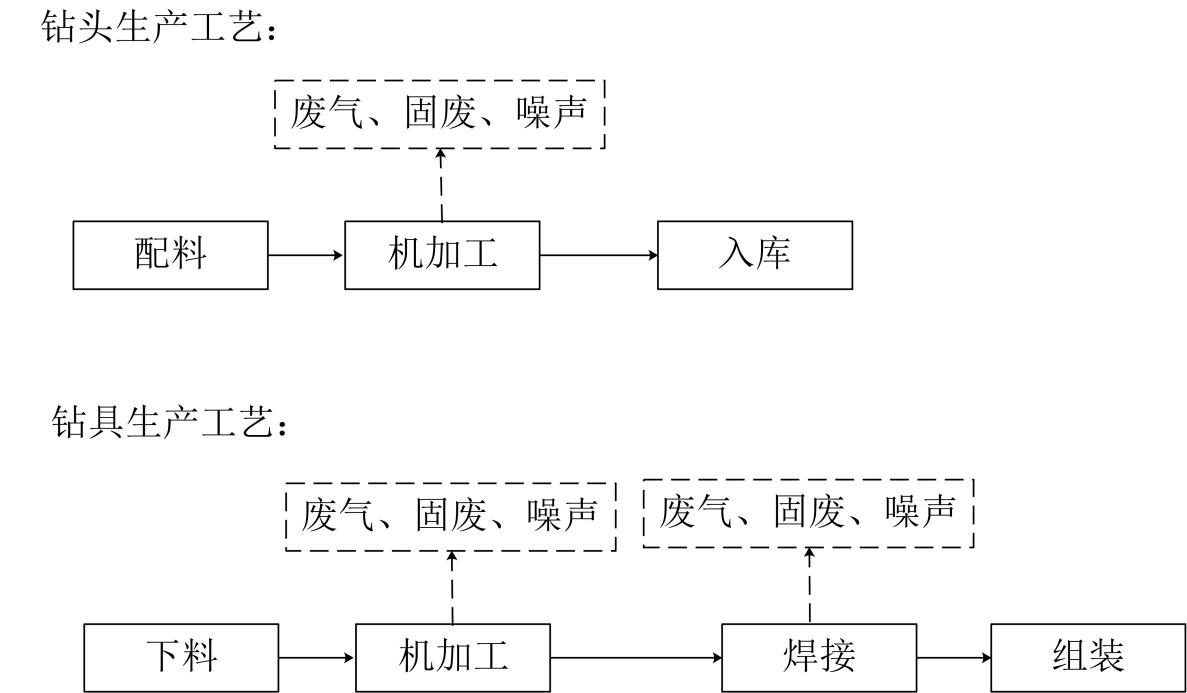 钻头生产工艺：
废气、固废、噪声
配料
机加工
入库
钻具生产工艺：
废气、固废、噪声
废气、固废、噪声
下料
机加工
焊接
组装